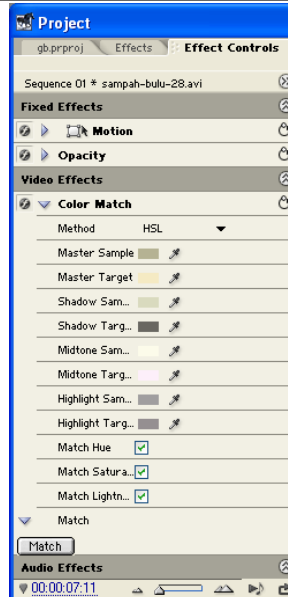 Project
gb.prproj Effects Effect Controls
Sequence 01 * sampah-bulu-28.avi
Fixed Effects
Motion
Opacity
Video Effects
Color Match
Method HSL
Master Sample
Master Target
Shadow Sam...
Shadow Targ...
Midtone Sam...
Midtone Targ...
Highlight Sam...
Highlight Targ...
Match Hue
Match Satura...
Match Lightn...
Match
Match
Audio Effects
00:00:07:11